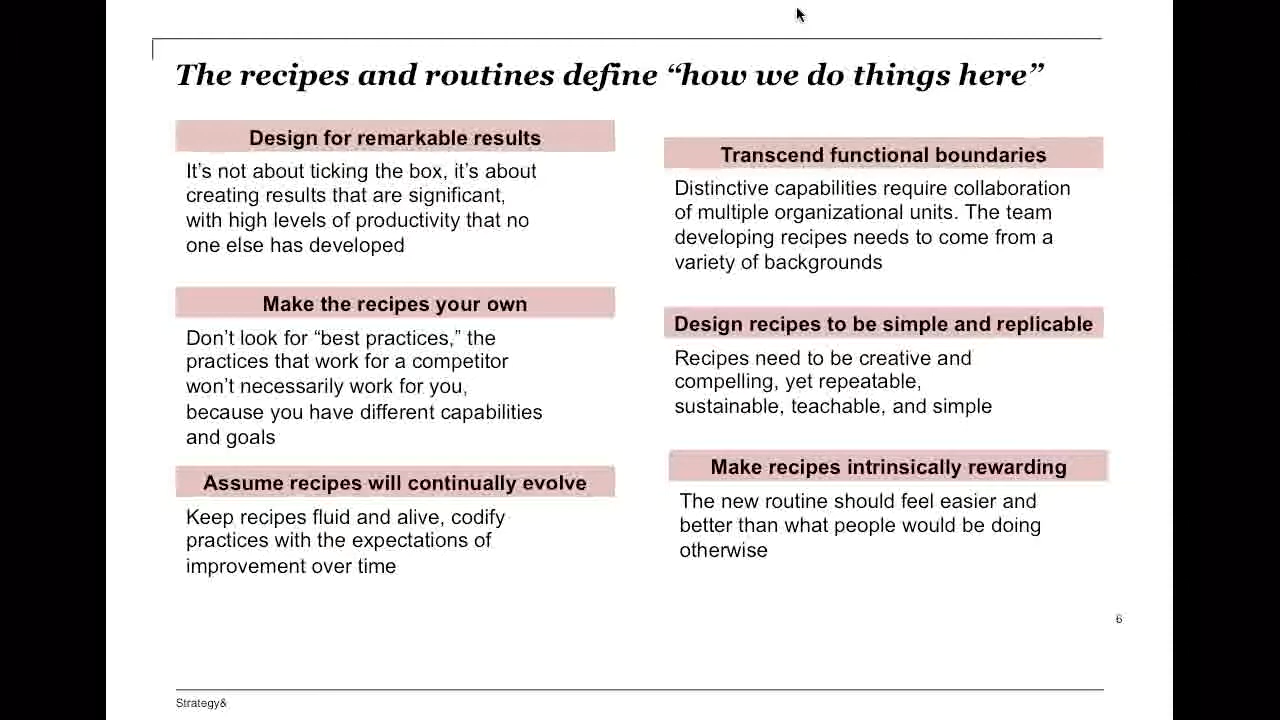 The recipes and routines define “how we do things here”
Design for remarkable results
It’s not about ticking the box, it’s about
creating results that are significant,
with high levels of productivity that no
one else has developed
Make the recipes your own
Don’t look for “best practices,” the
practices that work for a competitor
won’t necessarily work for you,
because you have different capabilities
and goals
Assume recipes will continually evolve
Keep recipes fluid and alive, codify
practices with the expectations of
improvement over time
Transcend functional boundaries
Distinctive capabilities require collaboration
of multiple organizational units. The team
developing recipes needs to come from a
variety of backgrounds
Design recipes to be simple and replicable
Recipes need to be creative and
compelling, yet repeatable,
sustainable, teachable, and simple
Make recipes intrinsically rewarding
The new routine should feel easier and
better than what people would be doing
otherwise
6
Strategy&